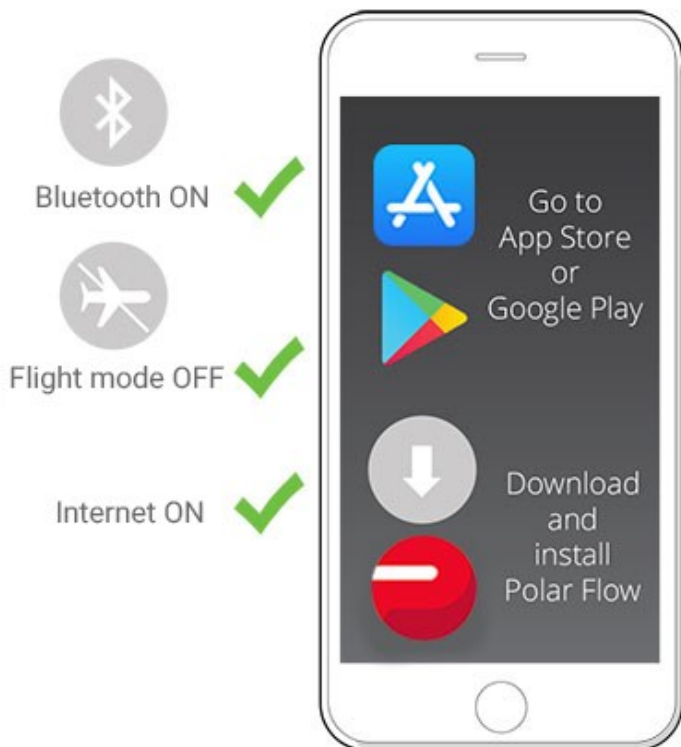 Bluetooth ON
Flight mode OFF
Internet ON
Go to
App Store
or
Google Play
Download
and
install
Polar Flow